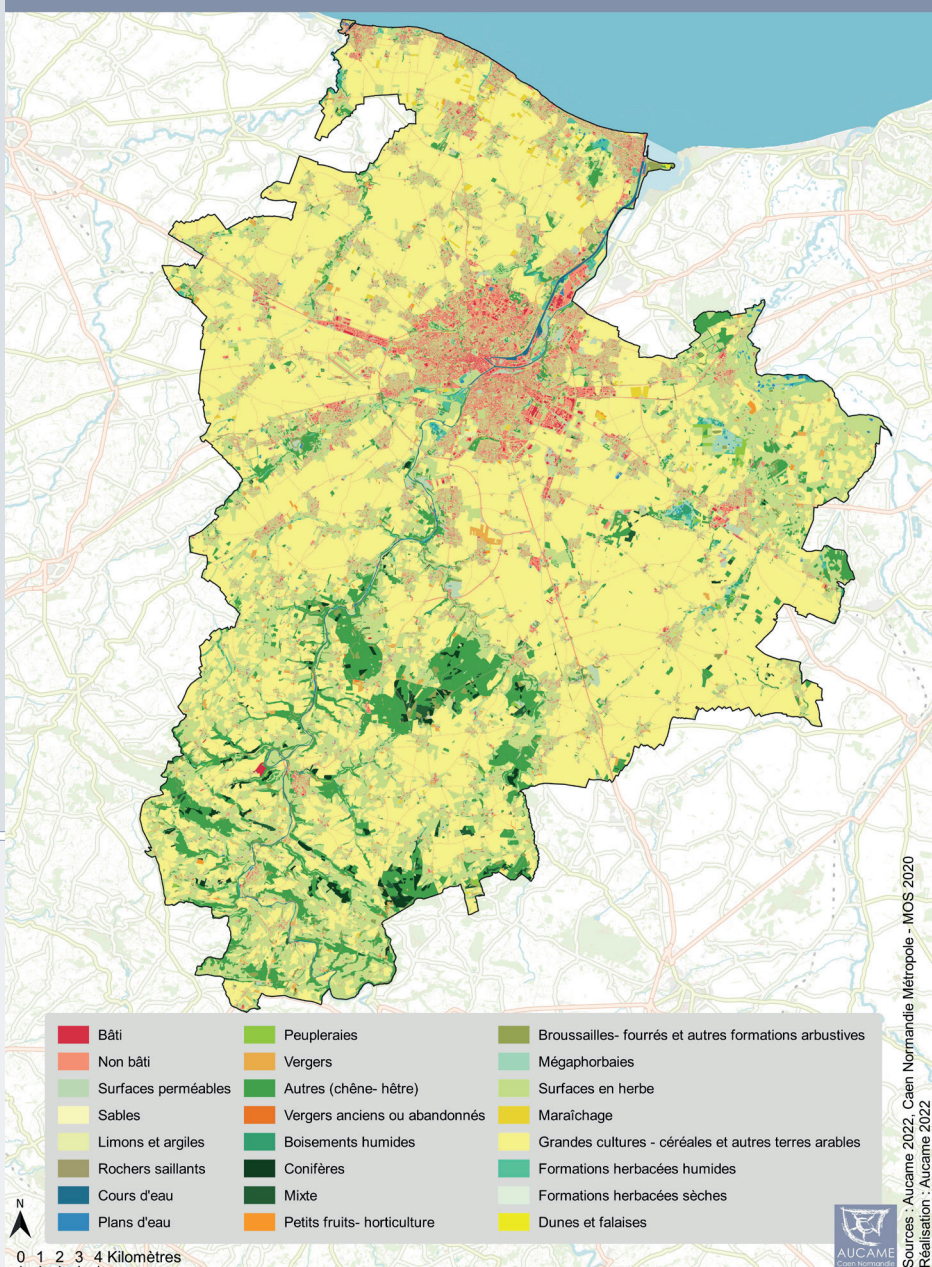 Bâti
Non bâti
Surfaces perméables
Sables
Limons et argiles
Rochers saillants
Cours d'eau
Plans d'eau
Peupleraies
Vergers
Autres (chêne- hêtre)
Vergers anciens ou abandonnés
Boisements humides
Conifères
Mixte
Petits fruits- horticulture
Broussailles- fourrés et autres formations arbustives
Mégaphorbaies
Surfaces en herbe
Maraîchage
Grandes cultures - céréales et autres terres arables
Formations herbacées humides
Formations herbacées sèches
Dunes et falaises
N
0 1 2 3 4 Kilomètres
AUCAME
Caen Normandie
Sources : Aucame 2022, Caen Normandie Métropole - MOS 2020
Réalisation : Aucame 2022